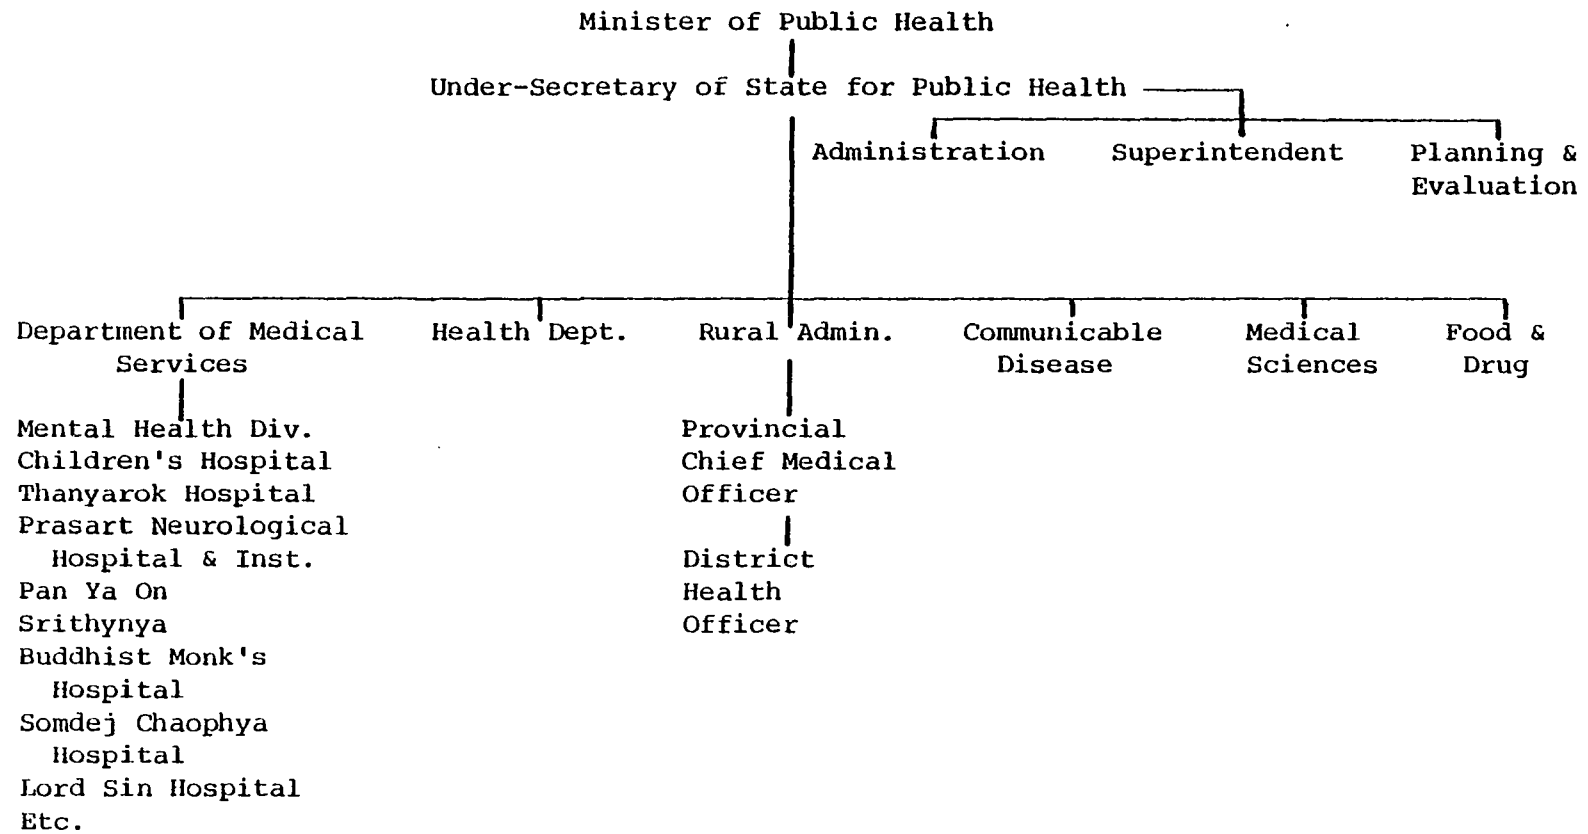 Minister of Public Health
Under-Secretary of State for Public Health
Administration Superintendent Planning &
Evaluation
Department of Medical Health Dept. Rural Admin. Communicable Medical Food &
Services Disease Sciences Drug
Mental Health Div.
Children's Hospital
Thanyarok Hospital
Prasart Neurological
Hospital & Inst.
Pan Ya On
Srithynya
Buddhist Monk's
Hospital
Somdej Chaophya
Hospital
Lord Sin Hospital
Etc.
Provincial
Chief Medical
Officer
District
Health
Officer